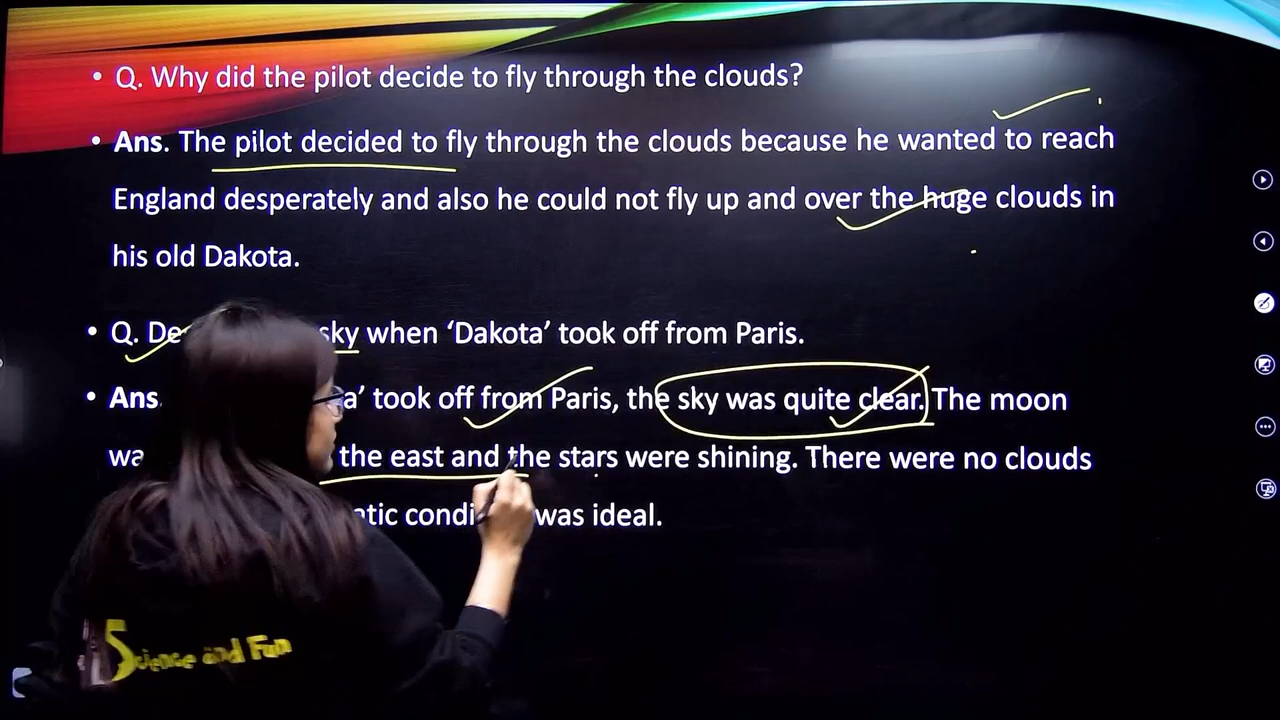 • Q. Why did the pilot decide to fly through the clouds?
• Ans. The pilot decided to fly through the clouds because he wanted to reach
England desperately and also he could not fly up and over the huge clouds in
his old Dakota.
• Q. sky when ‘Dakota’ took off from Paris.
• Ans. took off from Paris, the sky was quite clear. The moon
the east and the stars were shining. There were no clouds
was ideal.
Science and Fun